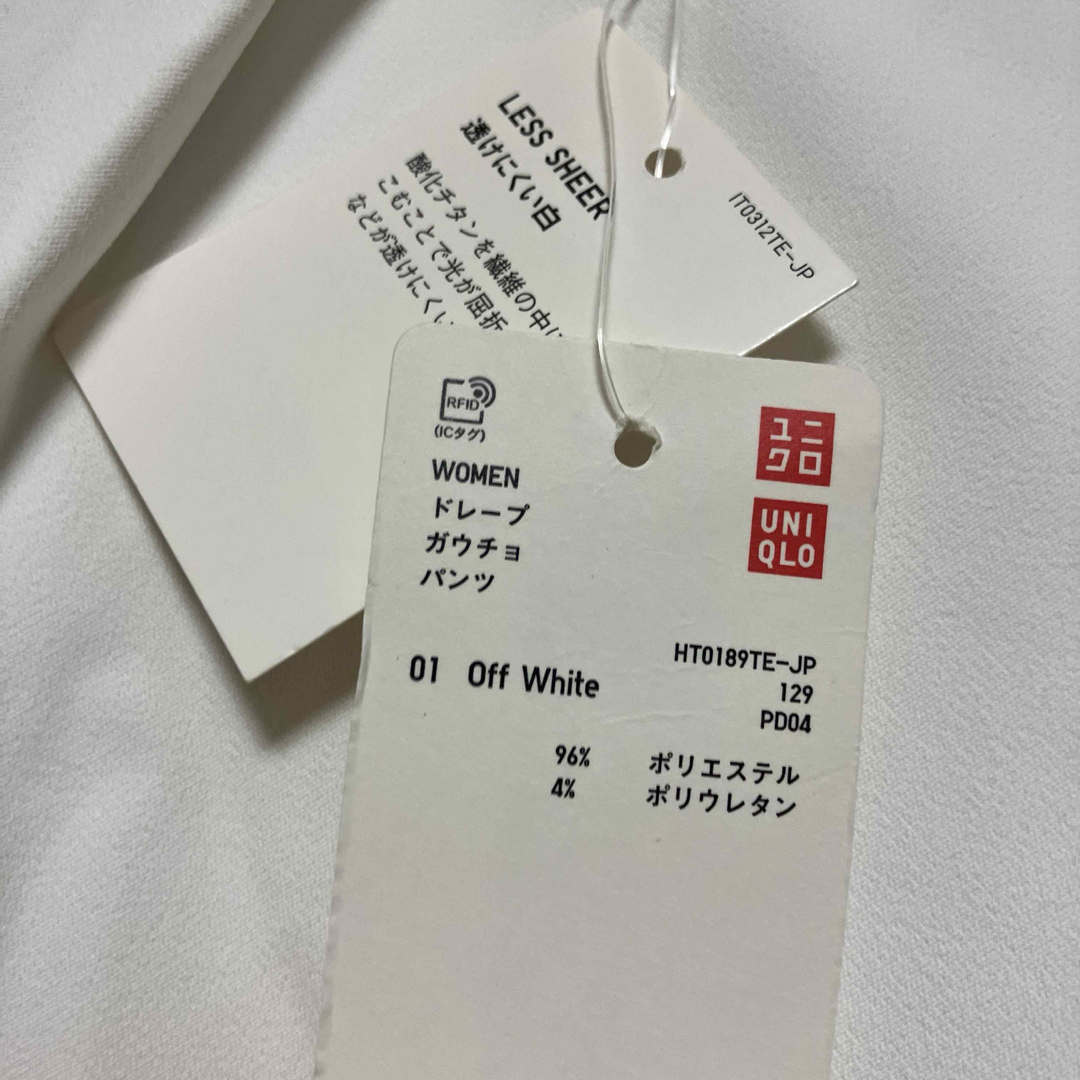 LESS SHEER
透けにくい白
酸化チタンを繊維の中に
こむことで光が屈折
などが透けにくい
IT0312TE-JP
RFID
(ICタグ)
ユニ
クロ
UNI
QLO
WOMEN
ドレープ
ガウチョ
パンツ
HT0189TE-JP
129
PD04
01 Off White
96% ポリエステル
4% ポリウレタン